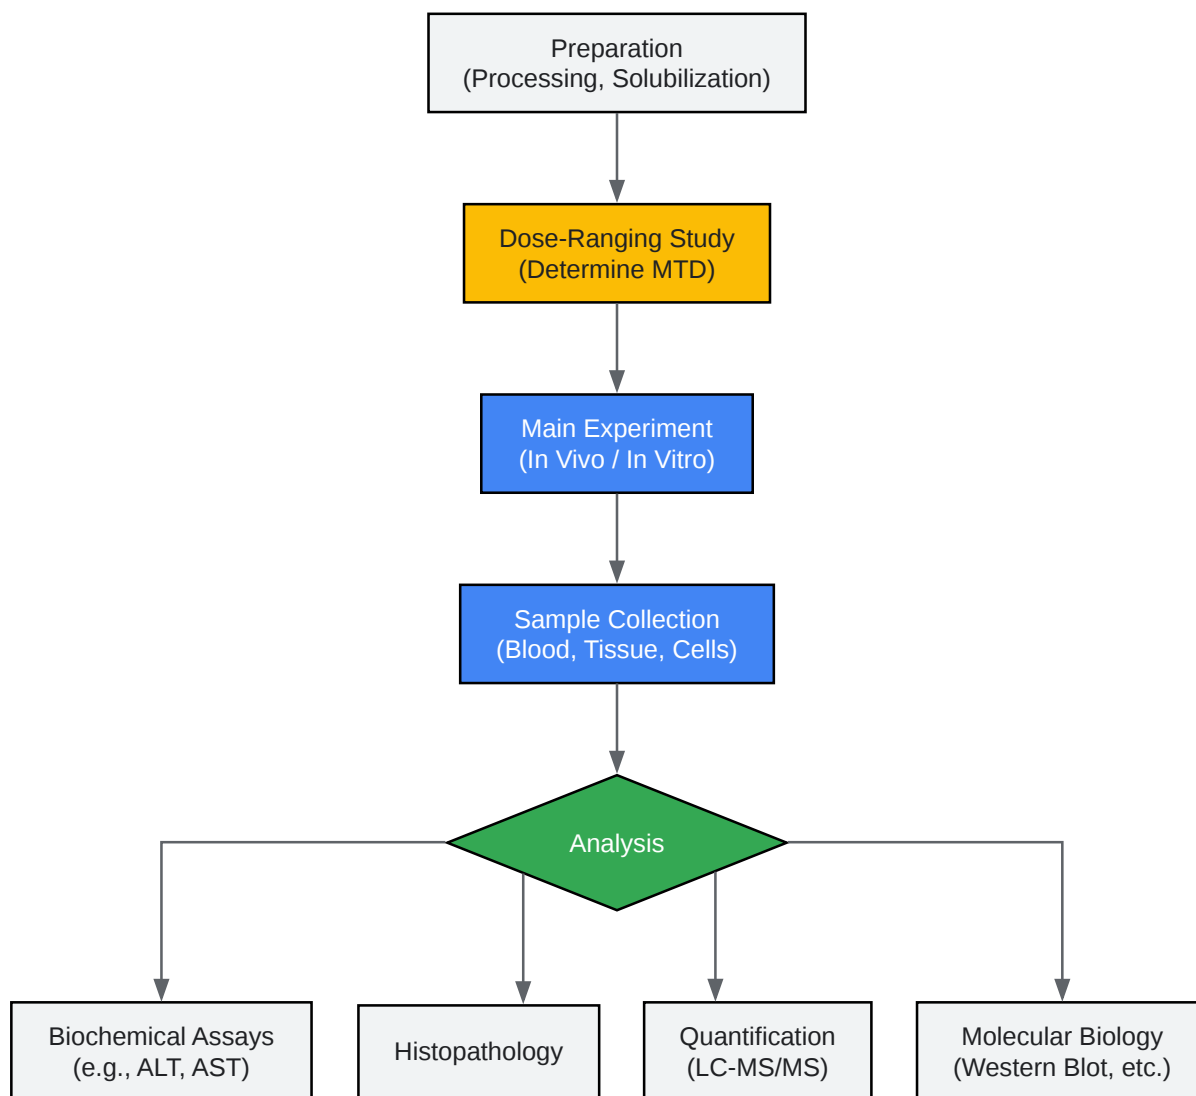 Preparation
(Processing, Solubilization)
Dose-Ranging Study
(Determine MTD)
Main Experiment
(In Vivo / In Vitro)
Sample Collection
(Blood, Tissue, Cells)
Analysis
Biochemical Assays
(e.g., ALT, AST)
Histopathology
Quantification
(LC-MS/MS)
Molecular Biology
(Western Blot, etc.)